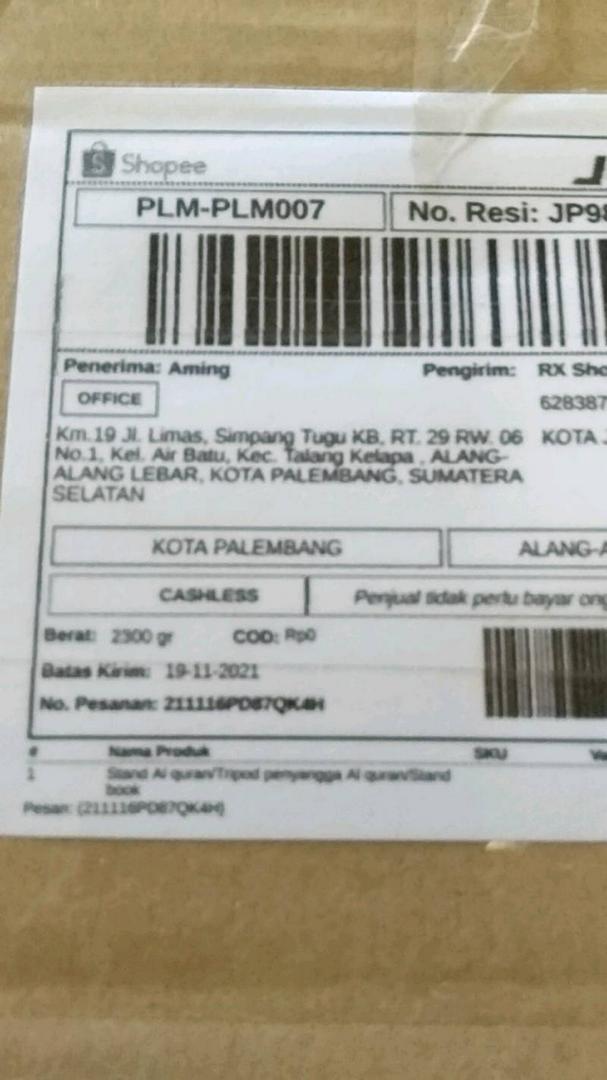 Shopee
PLM-PLM007
No. Resi: JP98
Penerima: Aming
Pengirim: RX Sho
OFFICE
628387
Km.19 Jl. Limas, Simpang Tugu KB, RT. 29 RW. 06
KOTA J
No.1, Kel. Air Batu, Kec. Talang Kelapa , ALANG-
ALANG LEBAR, KOTA PALEMBANG, SUMATERA
SELATAN
KOTA PALEMBANG
ALANG-A
CASHLESS
Penjual tidak perlu bayar ong
Berat: 2300 gr
COD: Rp0
Batas Kirim: 19-11-2021
No. Pesanan: 211116PD87QK4H
# Nama Produk SKU Va
1 Stand Al quran/Tripod penyangga Al quran/Stand
book
Pesan: (211116PD87QK4H)